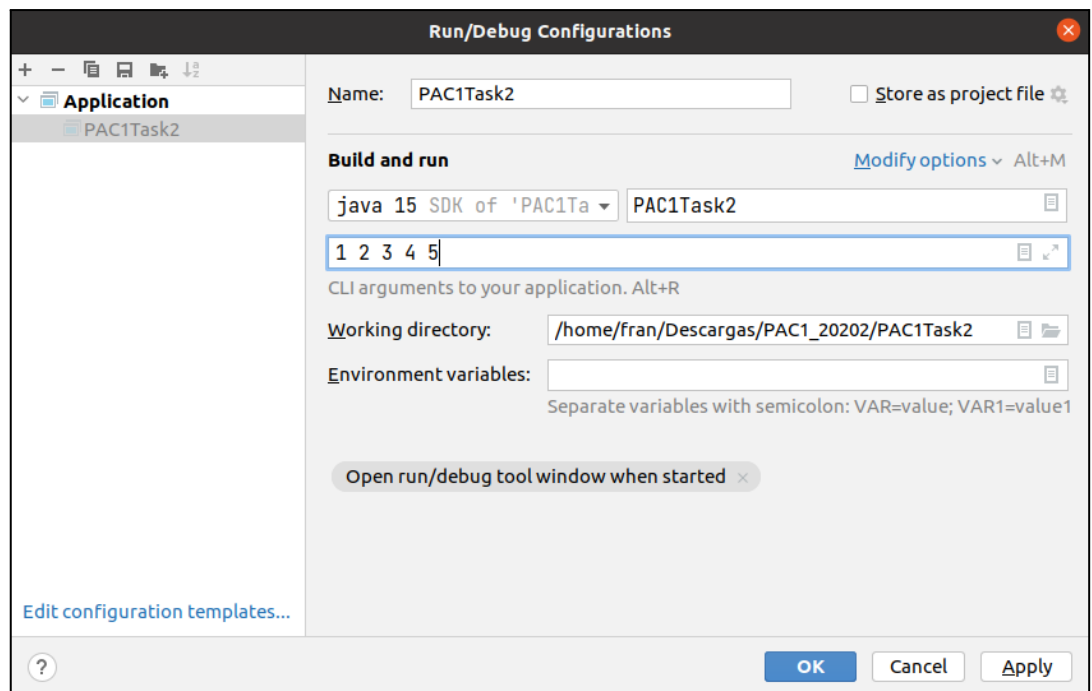 Run/Debug Configurations
Application
PAC1Task2
Edit configuration templates...
Name: PAC1Task2 Store as project file
Build and run Modify options Alt+M
java 15 SDK of 'PAC1Ta PAC1Task2
1 2 3 4 5
CLI arguments to your application. Alt+R
Working directory: /home/fran/Descargas/PAC1_20202/PAC1Task2
Environment variables:
Separate variables with semicolon: VAR=value; VAR1=value1
Open run/debug tool window when started
? OK Cancel Apply